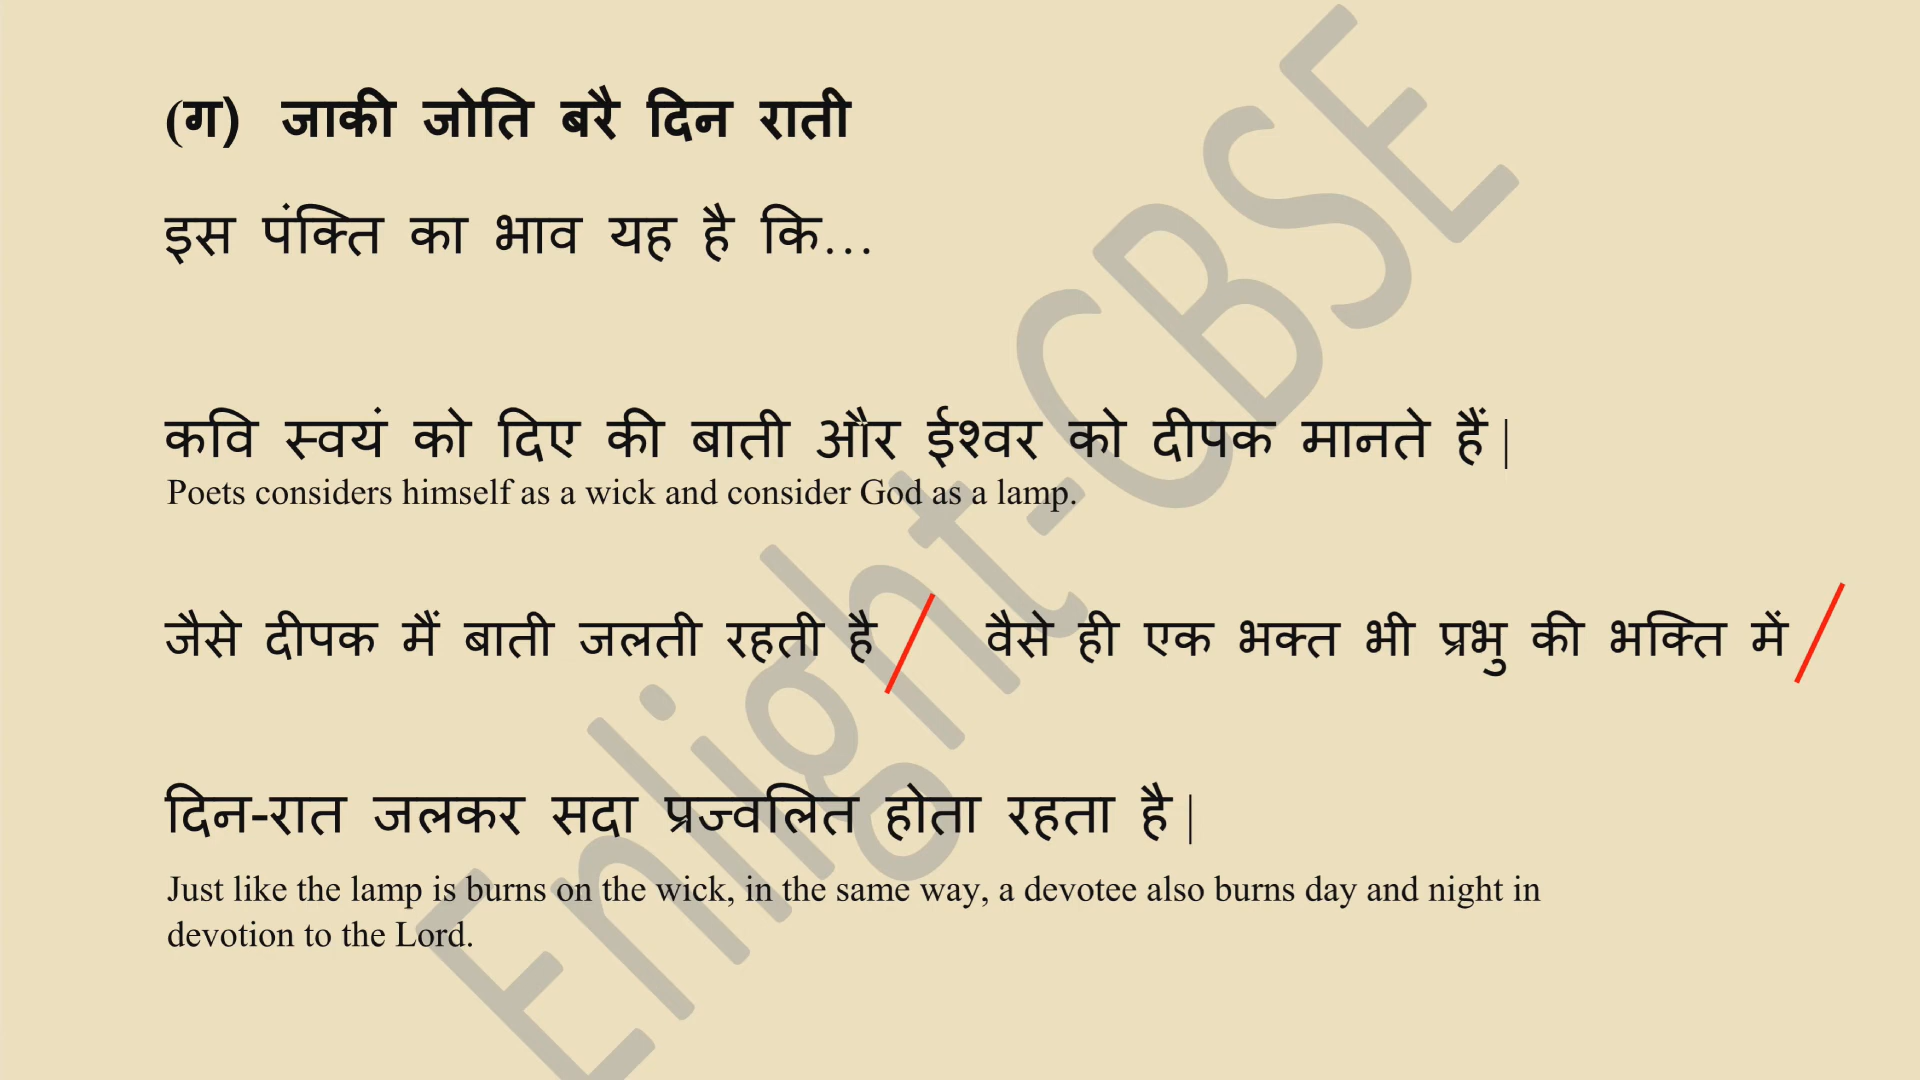 (ग) जाकी जोति बरै दिन राती
इस पंक्ति का भाव यह है कि...
कवि स्वयं को दिए की बाती और ईश्वर को दीपक मानते हैं|
Poets considers himself as a wick and consider God as a lamp.
जैसे दीपक मैं बाती जलती रहती है / वैसे ही एक भक्त भी प्रभु की भक्ति में /
दिन-रात जलकर सदा प्रज्वलित होता रहता है|
Just like the lamp is burns on the wick, in the same way, a devotee also burns day and night in
devotion to the Lord.
Enlight-CBSE